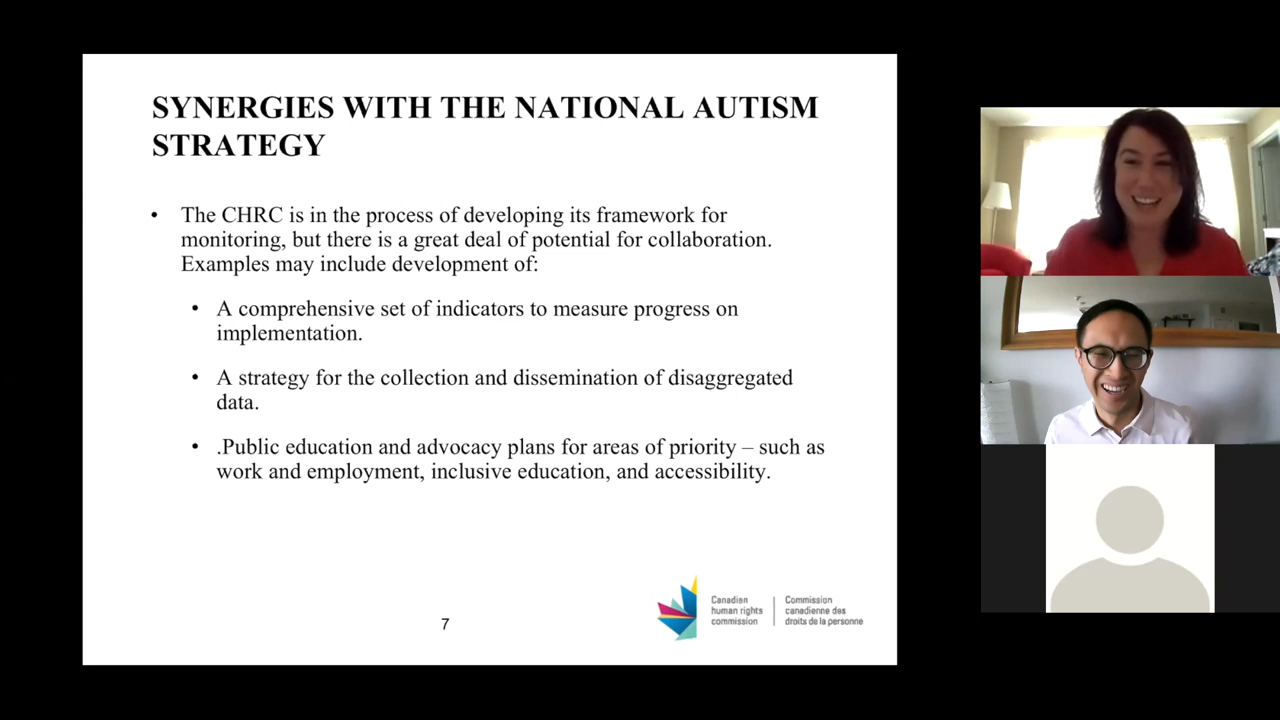 SYNERGIES WITH THE NATIONAL AUTISM
STRATEGY
• The CHRC is in the process of developing its framework for
monitoring, but there is a great deal of potential for collaboration.
Examples may include development of:
• A comprehensive set of indicators to measure progress on
implementation.
• A strategy for the collection and dissemination of disaggregated
data.
• .Public education and advocacy plans for areas of priority – such as
work and employment, inclusive education, and accessibility.
7
Canadian
human rights
commission
Commission
canadienne des
droits de la personne